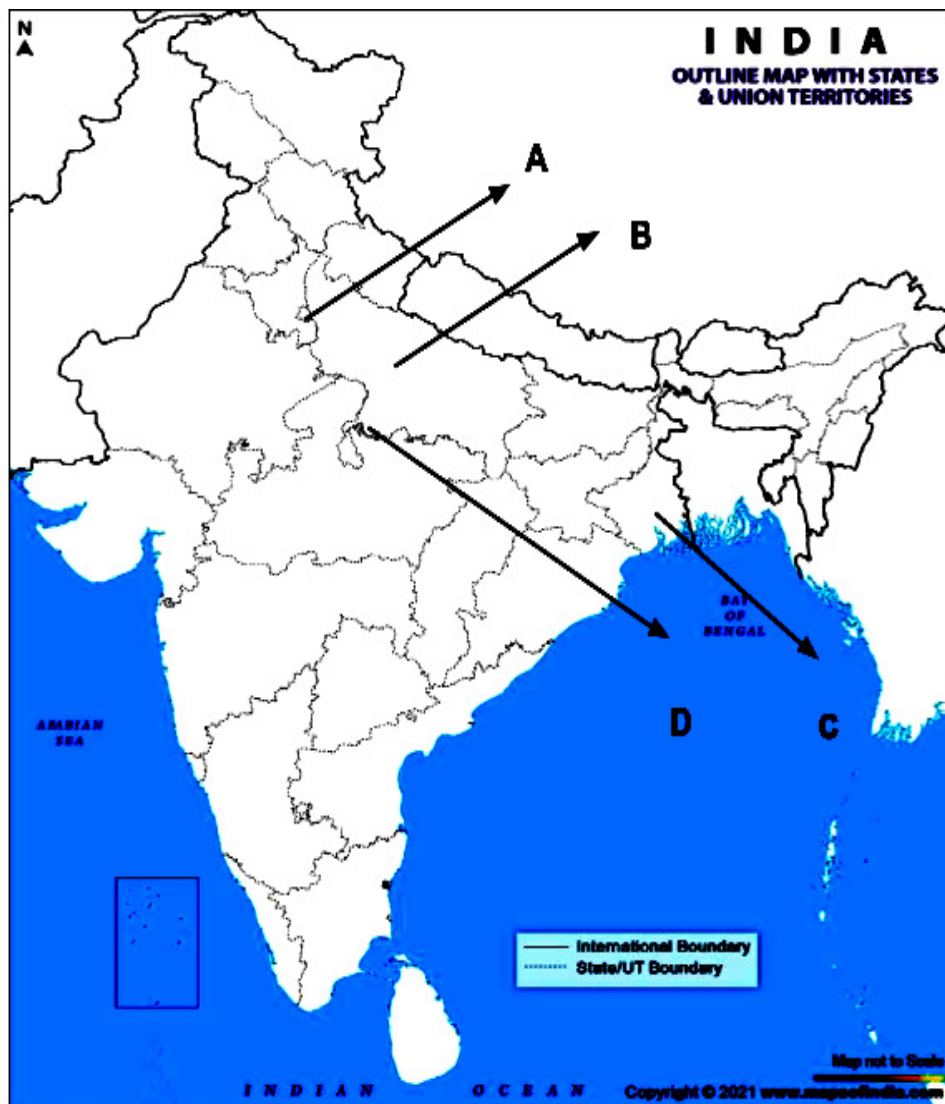 N
I N D I A
OUTLINE MAP WITH STATES
& UNION TERRITORIES
A
B
BAY
OF
BENGAL
ARABIAN
SEA
D
C
International Boundary
State/UT Boundary
Map not to Scale
I N D I A N O C E A N
Copyright © 2021 www.mapsofindia.com